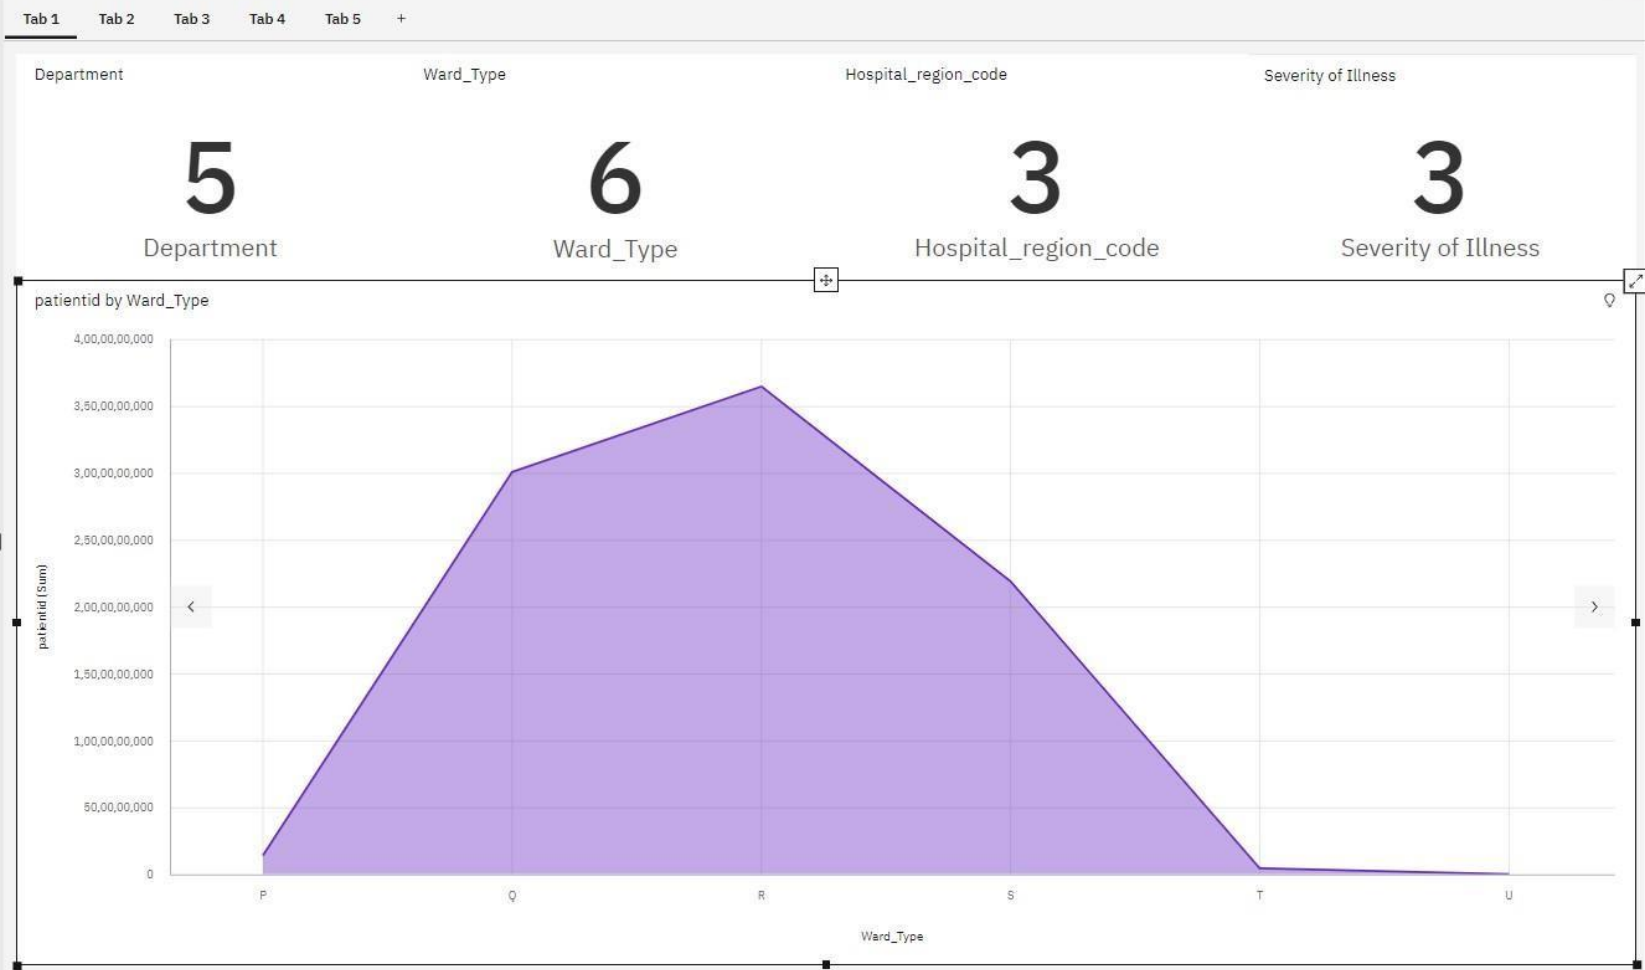 Tab 1 Tab 2 Tab 3 Tab 4 Tab 5 +
Department Ward_Type Hospital_region_code Severity of Illness
5 6 3 3
Department Ward_Type Hospital_region_code Severity of Illness
patientid by Ward_Type
4,00,00,00,000
3,50,00,00,000
3,00,00,00,000
2,50,00,00,000
2,00,00,00,000
1,50,00,00,000
1,00,00,00,000
50,00,00,000
0
patientid (Sum)
P Q R S T U
Ward_Type